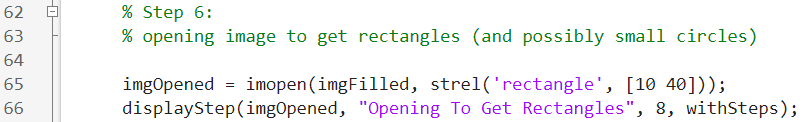 62 % Step 6:
63 % opening image to get rectangles (and possibly small circles)
64
65 imgOpened = imopen(imgFilled, strel('rectangle', [10 40]));
66 displayStep(imgOpened, "Opening To Get Rectangles", 8, withSteps);